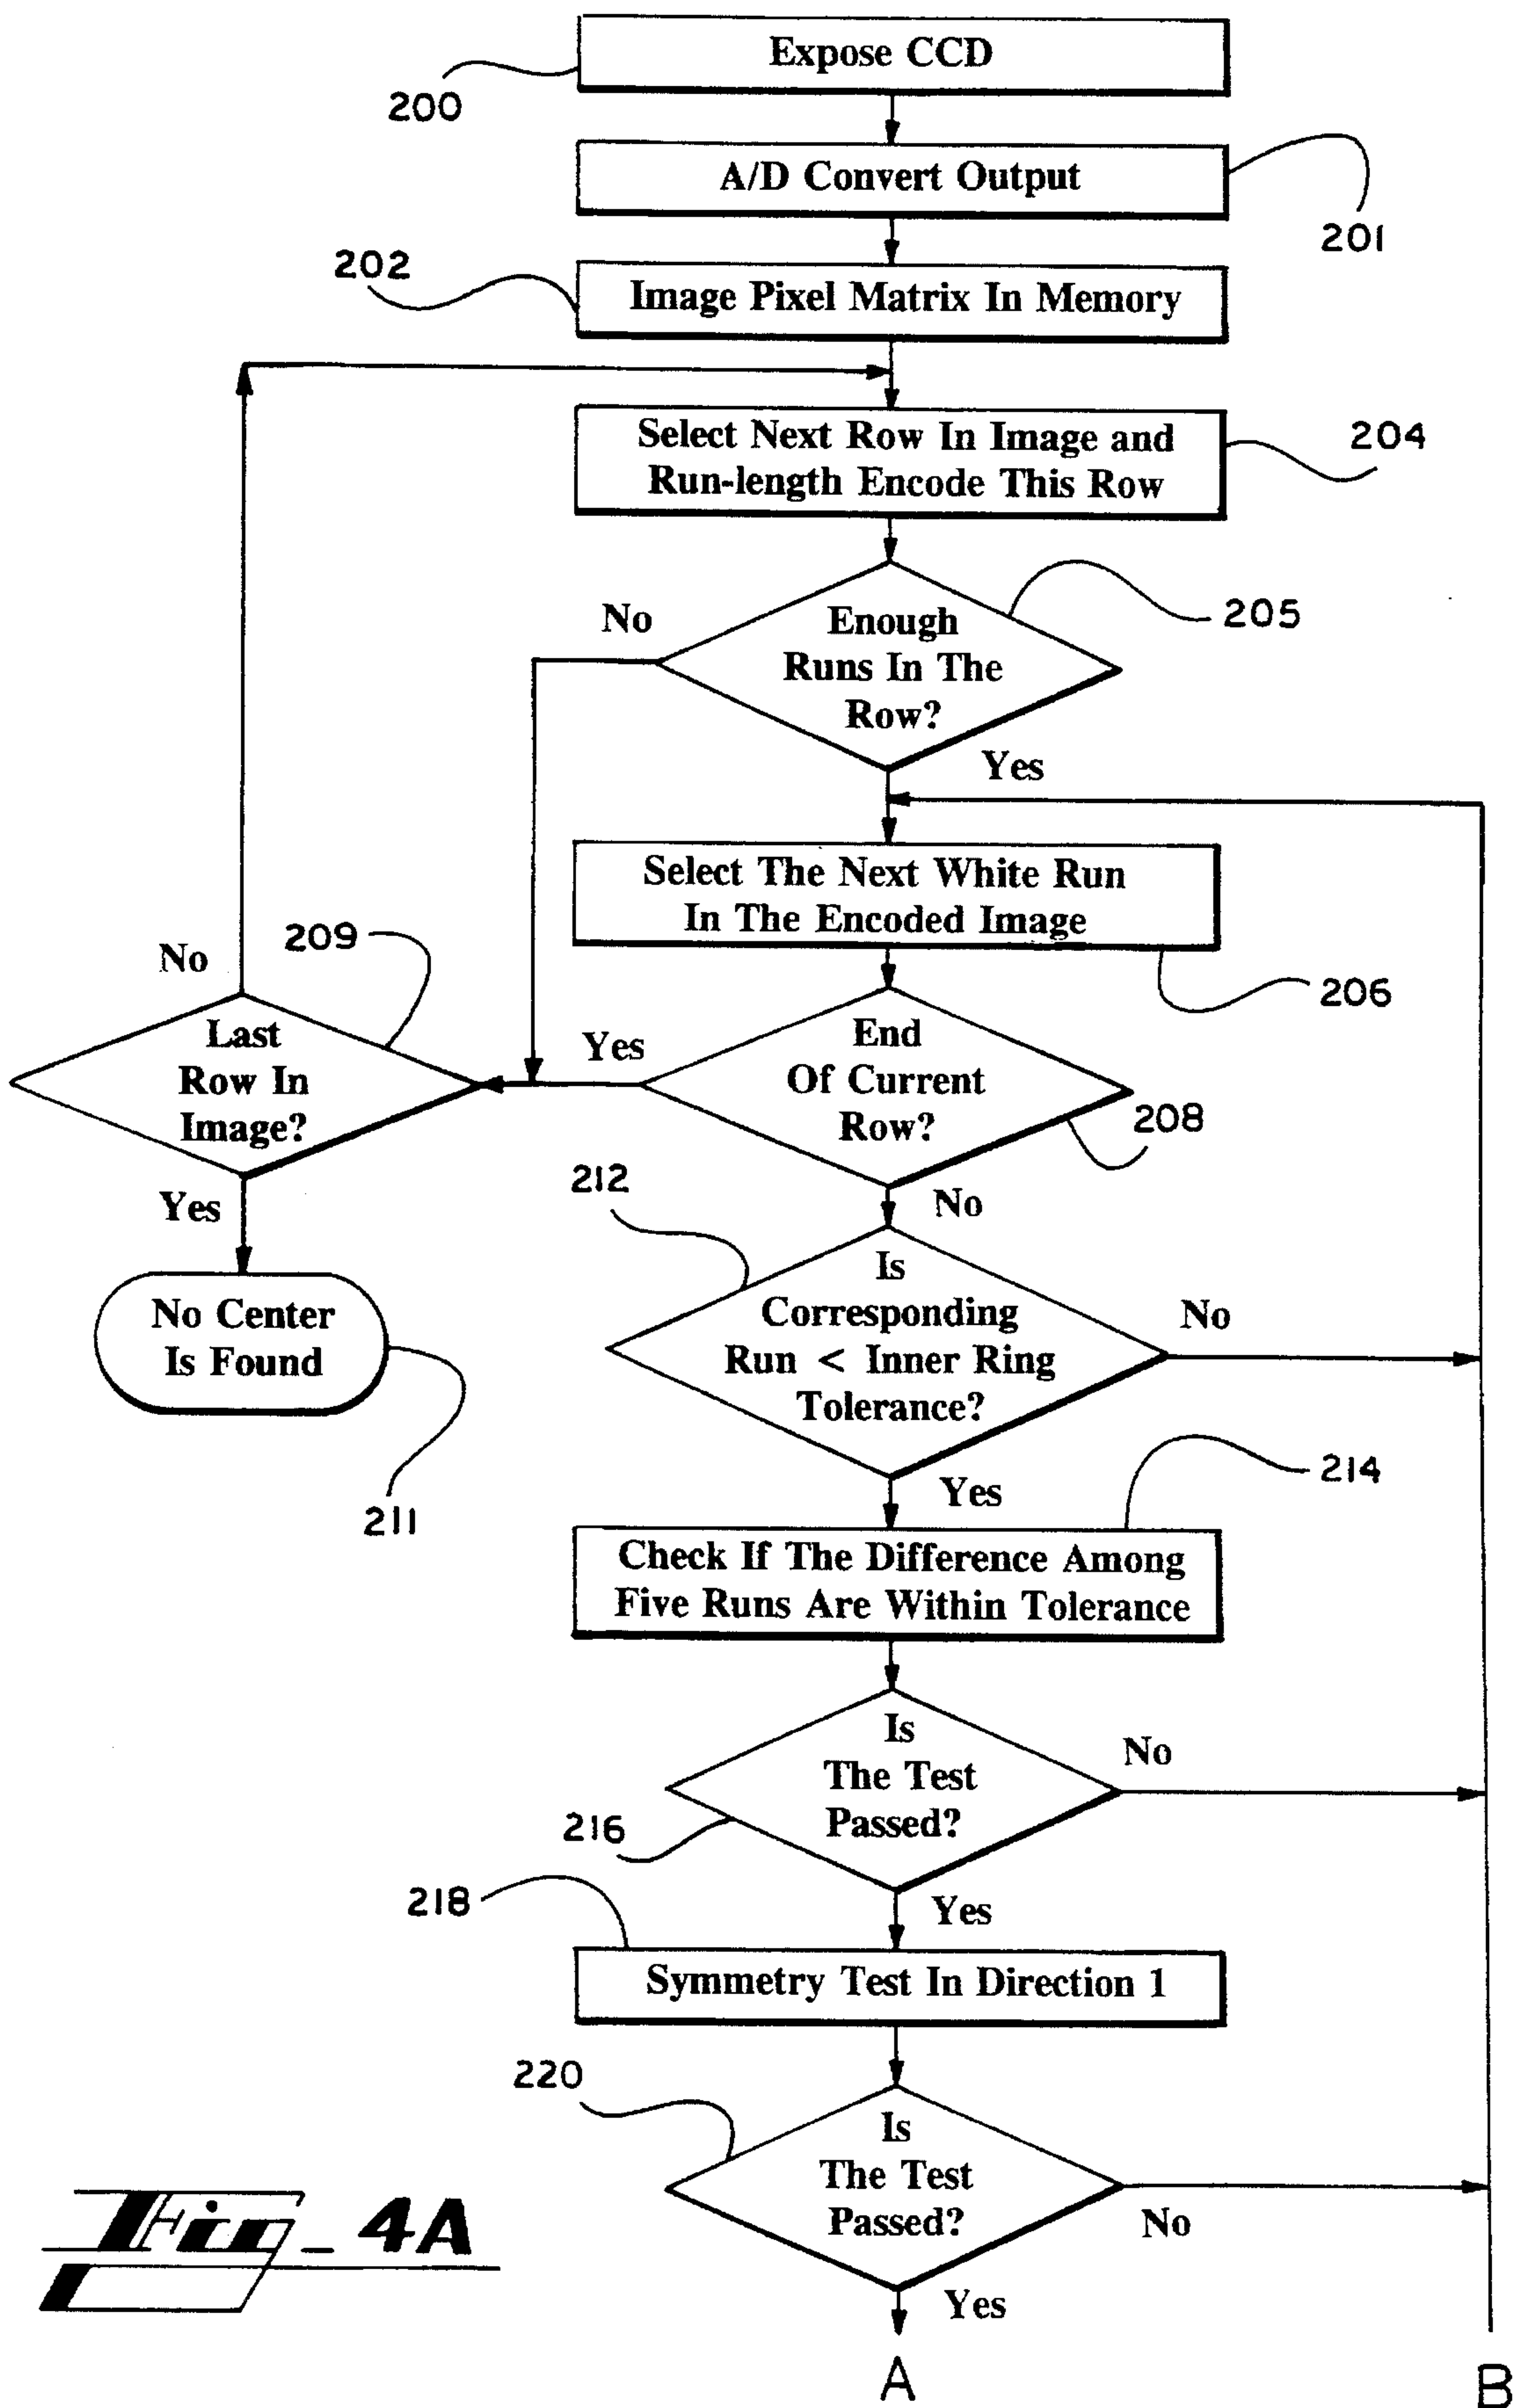 Expose CCD
200
A/D Convert Output
201
202
Image Pixel Matrix In Memory
Select Next Row In Image and
Run-length Encode This Row
204
No
Enough
Runs In The
Row?
205
Yes
Select The Next White Run
In The Encoded Image
206
209
No
Last
Row In
Image?
Yes
End
Of Current
Row?
208
Yes
No
No Center
Is Found
211
212
Is
Corresponding
Run < Inner Ring
Tolerance?
No
Yes
214
Check If The Difference Among
Five Runs Are Within Tolerance
Is
The Test
Passed?
216
No
Yes
218
Symmetry Test In Direction 1
220
Is
The Test
Passed?
No
Yes
Fig_4A
A
B